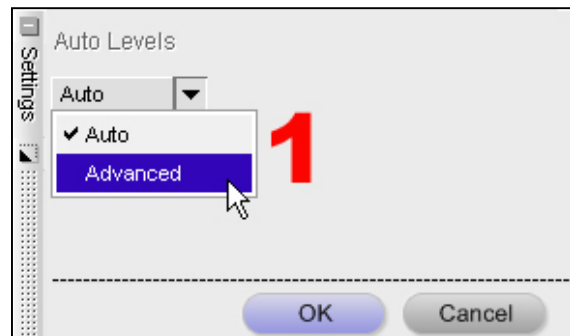 Settings
Auto Levels
Auto
✔ Auto
Advanced
1
OK
Cancel